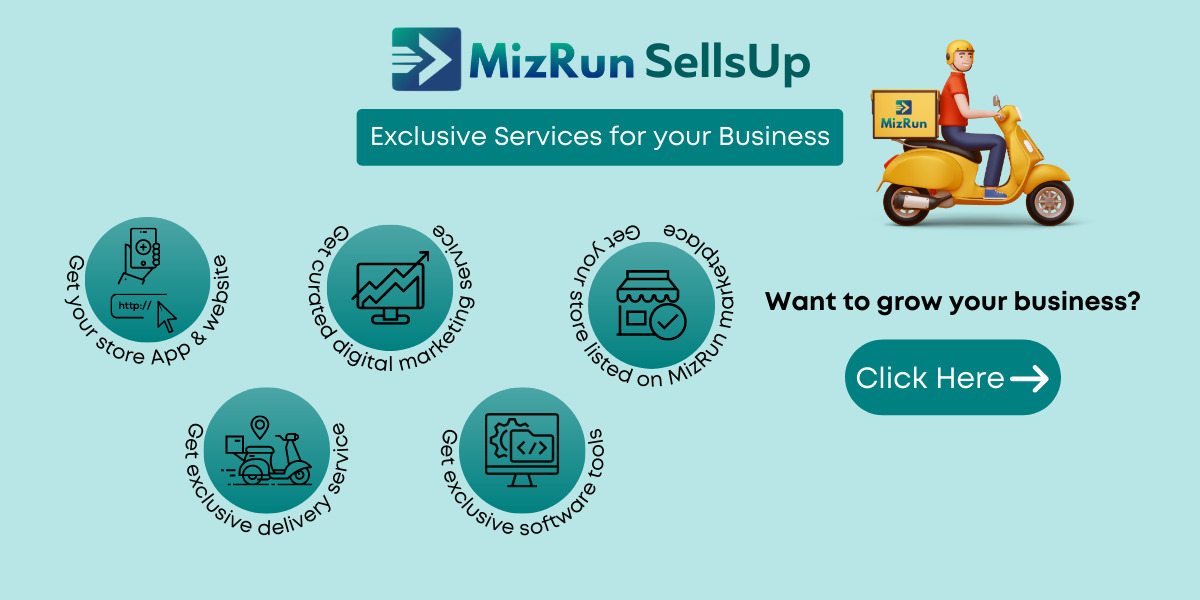 MizRun SellsUp
Exclusive Services for your Business
MizRun
Get your store App & website
http://
Get curated digital marketing service
Get your store listed on MizRun marketplace
Want to grow your business?
Click Here
Get exclusive delivery service
Get exclusive software tools
</>